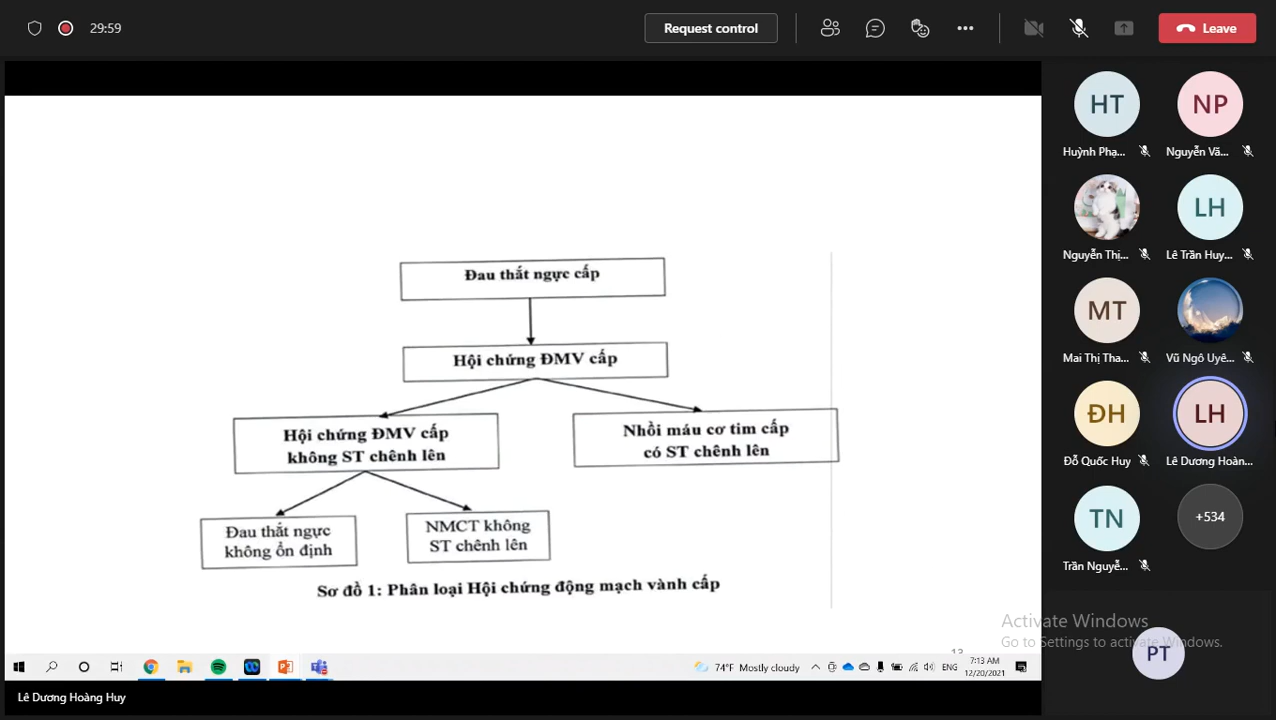 29:59
Request control
Leave
Đau thắt ngực cấp
Hội chứng ĐMV cấp
Hội chứng ĐMV cấp
không ST chênh lên
Nhồi máu cơ tim cấp
có ST chênh lên
Đau thắt ngực
không ổn định
NMCT không
ST chênh lên
Sơ đồ 1: Phân loại Hội chứng động mạch vành cấp
13
HT
NP
Huỳnh Phạ...
Nguyễn Vă...
LH
Nguyễn Thị...
Lê Trần Huy...
MT
Mai Thị Tha...
Vũ Ngô Uyê...
ĐH
LH
Đỗ Quốc Huy
Lê Dương Hoàn...
TN
+534
Trần Nguyễ...
Activate Windows
Go to Settings to activate Windows.
PT
74°F Mostly cloudy
ENG
7:13 AM
12/20/2021
Lê Dương Hoàng Huy